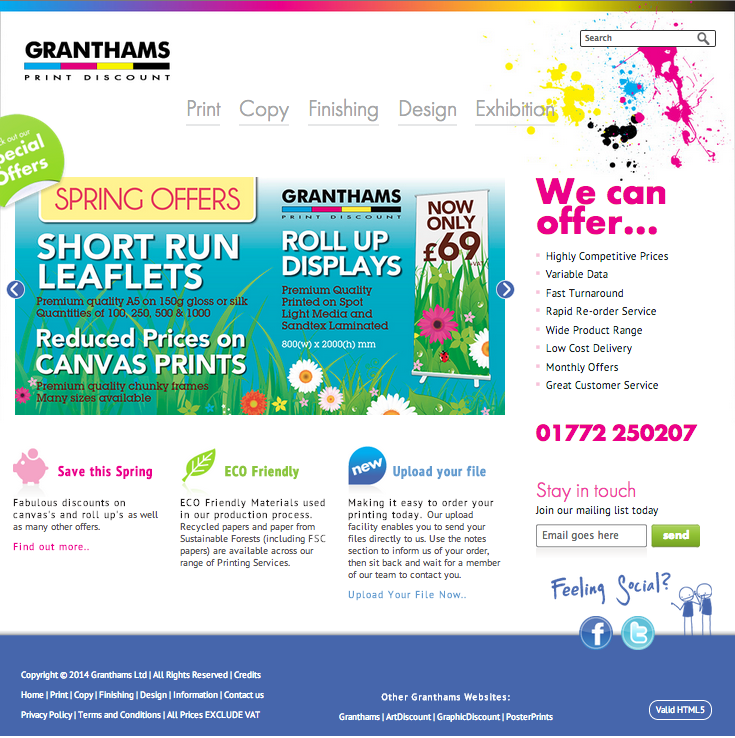 GRANTHAMS
PRINT DISCOUNT
Search
Print Copy Finishing Design Exhibition
out our
Special
Offers
SPRING OFFERS
SHORT RUN
LEAFLETS
Premium quality A5 on 150g gloss or silk
Quantities of 100, 250, 500 & 1000
Reduced Prices on
CANVAS PRINTS
Premium quality chunky frames
Many sizes available
GRANTHAMS
PRINT DISCOUNT
ROLL UP
DISPLAYS
Premium Quality
Printed on Spot
Light Media and
Sandtex Laminated
800(w) x 2000(h) mm
NOW
ONLY
£69
+VAT
We can
offer...
Highly Competitive Prices
Variable Data
Fast Turnaround
Rapid Re-order Service
Wide Product Range
Low Cost Delivery
Monthly Offers
Great Customer Service
01772 250207
Save this Spring
Fabulous discounts on
canvas's and roll up's as well
as many other offers.
Find out more..
ECO Friendly
ECO Friendly Materials used
in our production process.
Recycled papers and paper from
Sustainable Forests (including FSC
papers) are available across our
range of Printing Services.
new
Upload your file
Making it easy to order your
printing today. Our upload
facility enables you to send your
files directly to us. Use the notes
section to inform us of your order,
then sit back and wait for a member
of our team to contact you.
Upload Your File Now..
Stay in touch
Join our mailing list today
Email goes here
send
Feeling Social?
f
t
Copyright © 2014 Granthams Ltd | All Rights Reserved | Credits
Home | Print | Copy | Finishing | Design | Information | Contact us
Privacy Policy | Terms and Conditions | All Prices EXCLUDE VAT
Other Granthams Websites:
Granthams | ArtDiscount | GraphicDiscount | PosterPrints
Valid HTML5